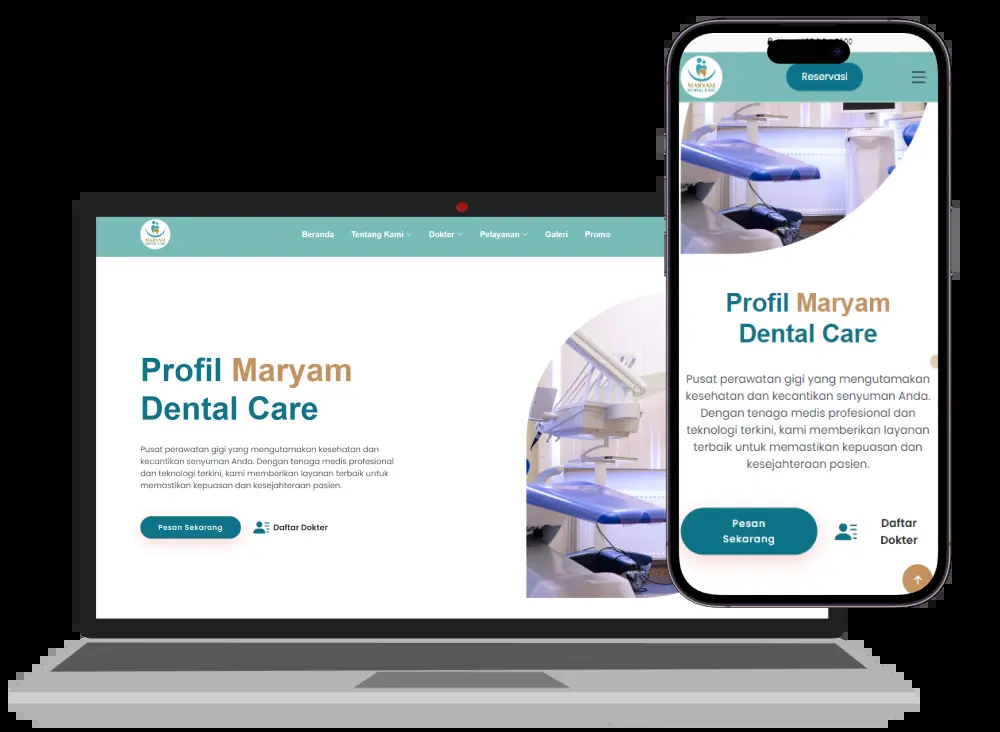 MARYAM
DENTAL CARE
Beranda
Tentang Kami
Dokter
Pelayanan
Galeri
Promo
Profil Maryam
Dental Care
Pusat perawatan gigi yang mengutamakan kesehatan dan
kecantikan senyuman Anda. Dengan tenaga medis profesional
dan teknologi terkini, kami memberikan layanan terbaik untuk
memastikan kepuasan dan kesejahteraan pasien.
Pesan Sekarang
Daftar Dokter
MARYAM
DENTAL CARE
Reservasi
Profil Maryam
Dental Care
Pusat perawatan gigi yang mengutamakan
kesehatan dan kecantikan senyuman Anda.
Dengan tenaga medis profesional dan
teknologi terkini, kami memberikan layanan
terbaik untuk memastikan kepuasan dan
kesejahteraan pasien.
Pesan
Sekarang
Daftar
Dokter